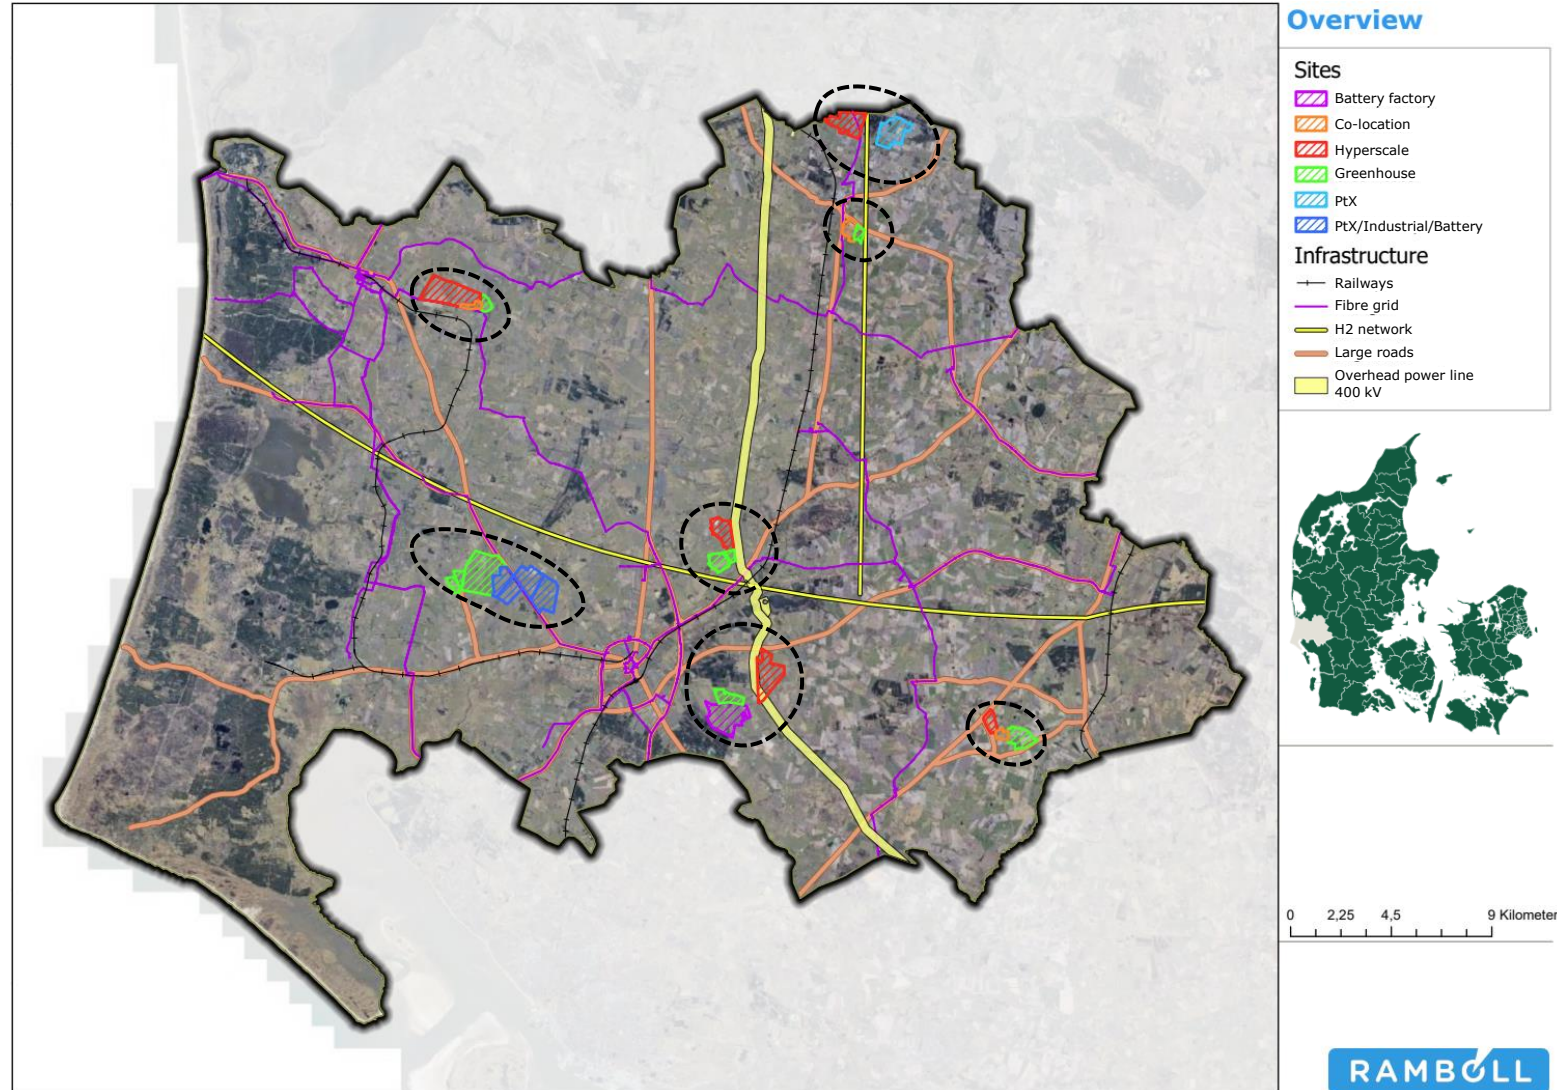 Overview
Sites
Battery factory
Co-location
Hyperscale
Greenhouse
PtX
PtX/Industrial/Battery
Infrastructure
Railways
Fibre grid
H2 network
Large roads
Overhead power line
400 kV
0 2,25 4,5 9 Kilometer
RAMBOLL